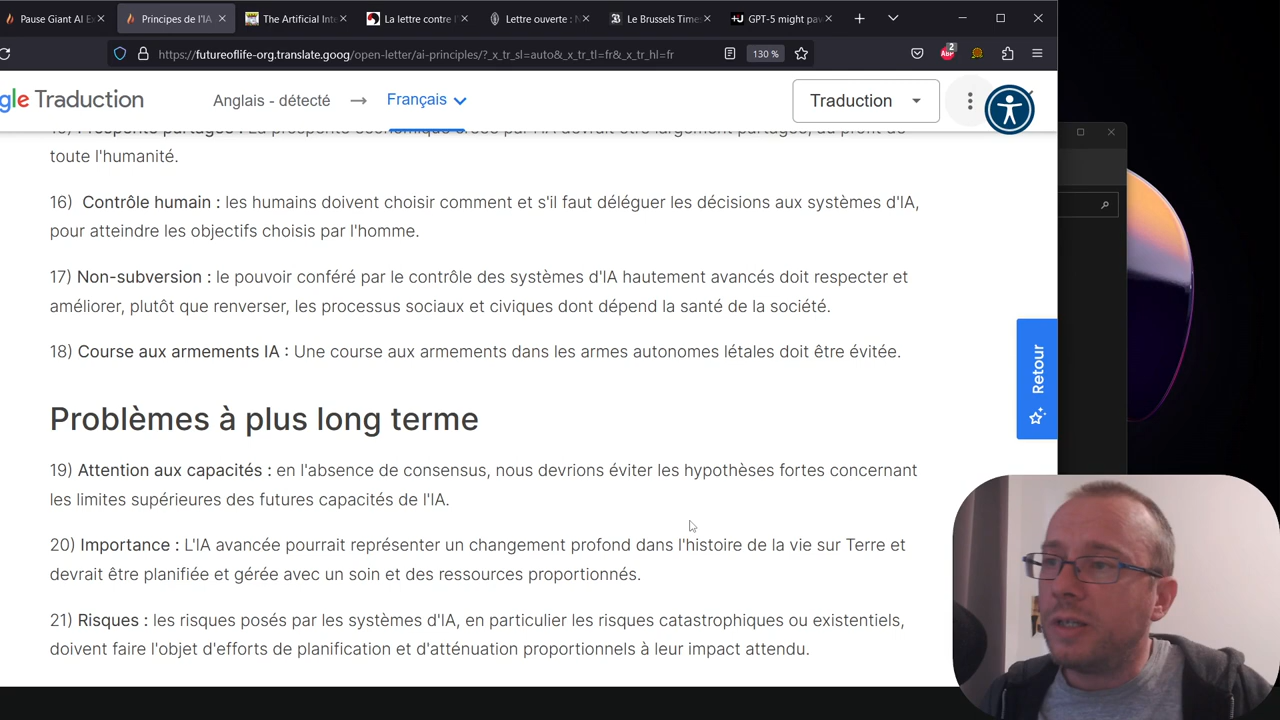 Pause Giant AI Ex
Principes de l'IA
The Artificial Inte
La lettre contre l'
Lettre ouverte : N
Le Brussels Times
GPT-5 might pav
https://futureoflife-org.translate.goog/open-letter/ai-principles/?_x_tr_sl=auto&_x_tr_tl=fr&_x_tr_hl=fr
130 %
ABP
2
gle Traduction
Anglais - détecté
Français
Traduction
toute l'humanité.
16) Contrôle humain : les humains doivent choisir comment et s'il faut déléguer les décisions aux systèmes d'IA,
pour atteindre les objectifs choisis par l'homme.
17) Non-subversion : le pouvoir conféré par le contrôle des systèmes d'IA hautement avancés doit respecter et
améliorer, plutôt que renverser, les processus sociaux et civiques dont dépend la santé de la société.
18) Course aux armements IA : Une course aux armements dans les armes autonomes létales doit être évitée.
Retour
Problèmes à plus long terme
19) Attention aux capacités : en l'absence de consensus, nous devrions éviter les hypothèses fortes concernant
les limites supérieures des futures capacités de l'IA.
20) Importance : L'IA avancée pourrait représenter un changement profond dans l'histoire de la vie sur Terre et
devrait être planifiée et gérée avec un soin et des ressources proportionnés.
21) Risques : les risques posés par les systèmes d'IA, en particulier les risques catastrophiques ou existentiels,
doivent faire l'objet d'efforts de planification et d'atténuation proportionnels à leur impact attendu.